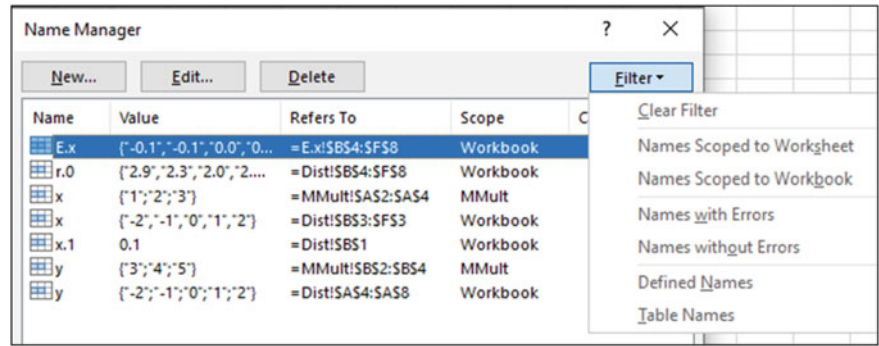 Name Manager ? ×
New... Edit... Delete Filter
Name Value Refers To Scope C
E.x {"-0.1","-0.1","0.0","0... =E.x!$B$4:$F$8 Workbook
r.0 {"2.9","2.3","2.0","2.... =Dist!$B$4:$F$8 Workbook
x {"1";"2";"3"} =MMult!$A$2:$A$4 MMult
x {"-2","-1","0","1","2"} =Dist!$B$3:$F$3 Workbook
x.1 0.1 =Dist!$B$1 Workbook
y {"3";"4";"5"} =MMult!$B$2:$B$4 MMult
y {"-2";"-1";"0";"1";"2"} =Dist!$A$4:$A$8 Workbook
Clear Filter
Names Scoped to Worksheet
Names Scoped to Workbook
Names with Errors
Names without Errors
Defined Names
Table Names